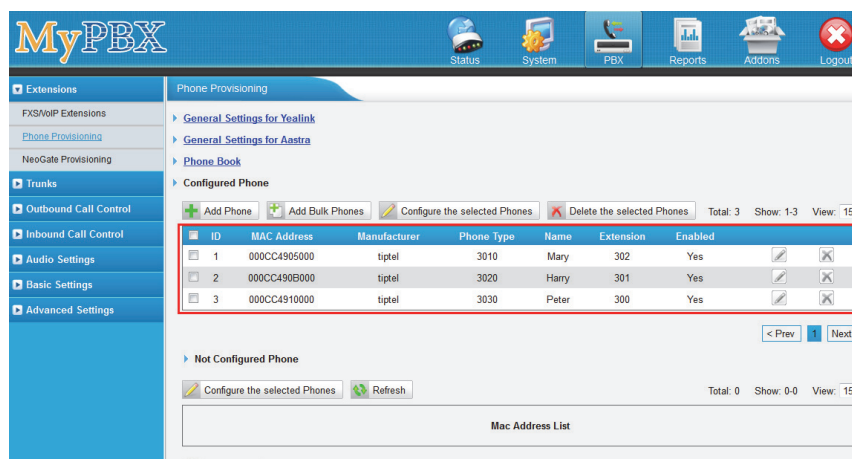 MyPBX
Status System PBX Reports Addons Logout
Extensions
FXS/VoIP Extensions
Phone Provisioning
NeoGate Provisioning
Trunks
Outbound Call Control
Inbound Call Control
Audio Settings
Basic Settings
Advanced Settings
Phone Provisioning
General Settings for Yealink
General Settings for Aastra
Phone Book
Configured Phone
Add Phone Add Bulk Phones Configure the selected Phones Delete the selected Phones Total: 3 Show: 1-3 View: 15
ID MAC Address Manufacturer Phone Type Name Extension Enabled
1 000CC4905000 tiptel 3010 Mary 302 Yes
2 000CC490B000 tiptel 3020 Harry 301 Yes
3 000CC4910000 tiptel 3030 Peter 300 Yes
< Prev 1 Next
Not Configured Phone
Configure the selected Phones Refresh Total: 0 Show: 0-0 View: 15
Mac Address List